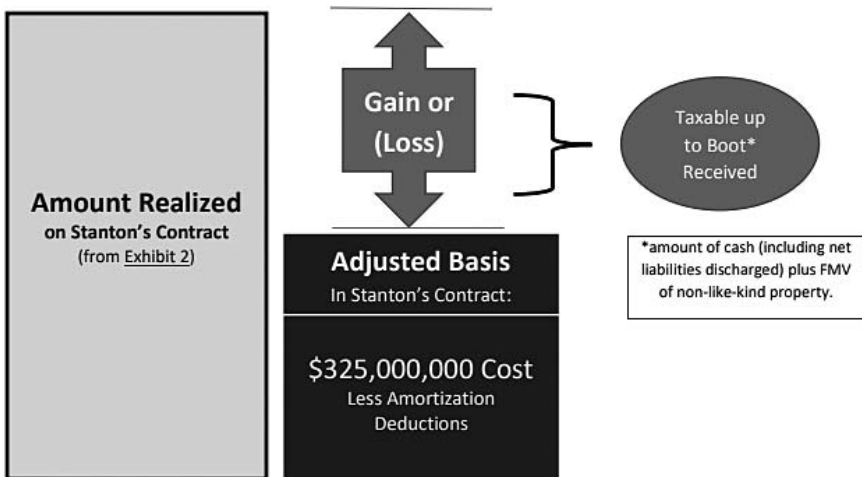 Amount Realized
on Stanton’s Contract
(from Exhibit 2)
Gain or
(Loss)
Taxable up
to Boot*
Received
Adjusted Basis
In Stanton’s Contract:
$325,000,000 Cost
Less Amortization
Deductions
*amount of cash (including net
liabilities discharged) plus FMV
of non-like-kind property.